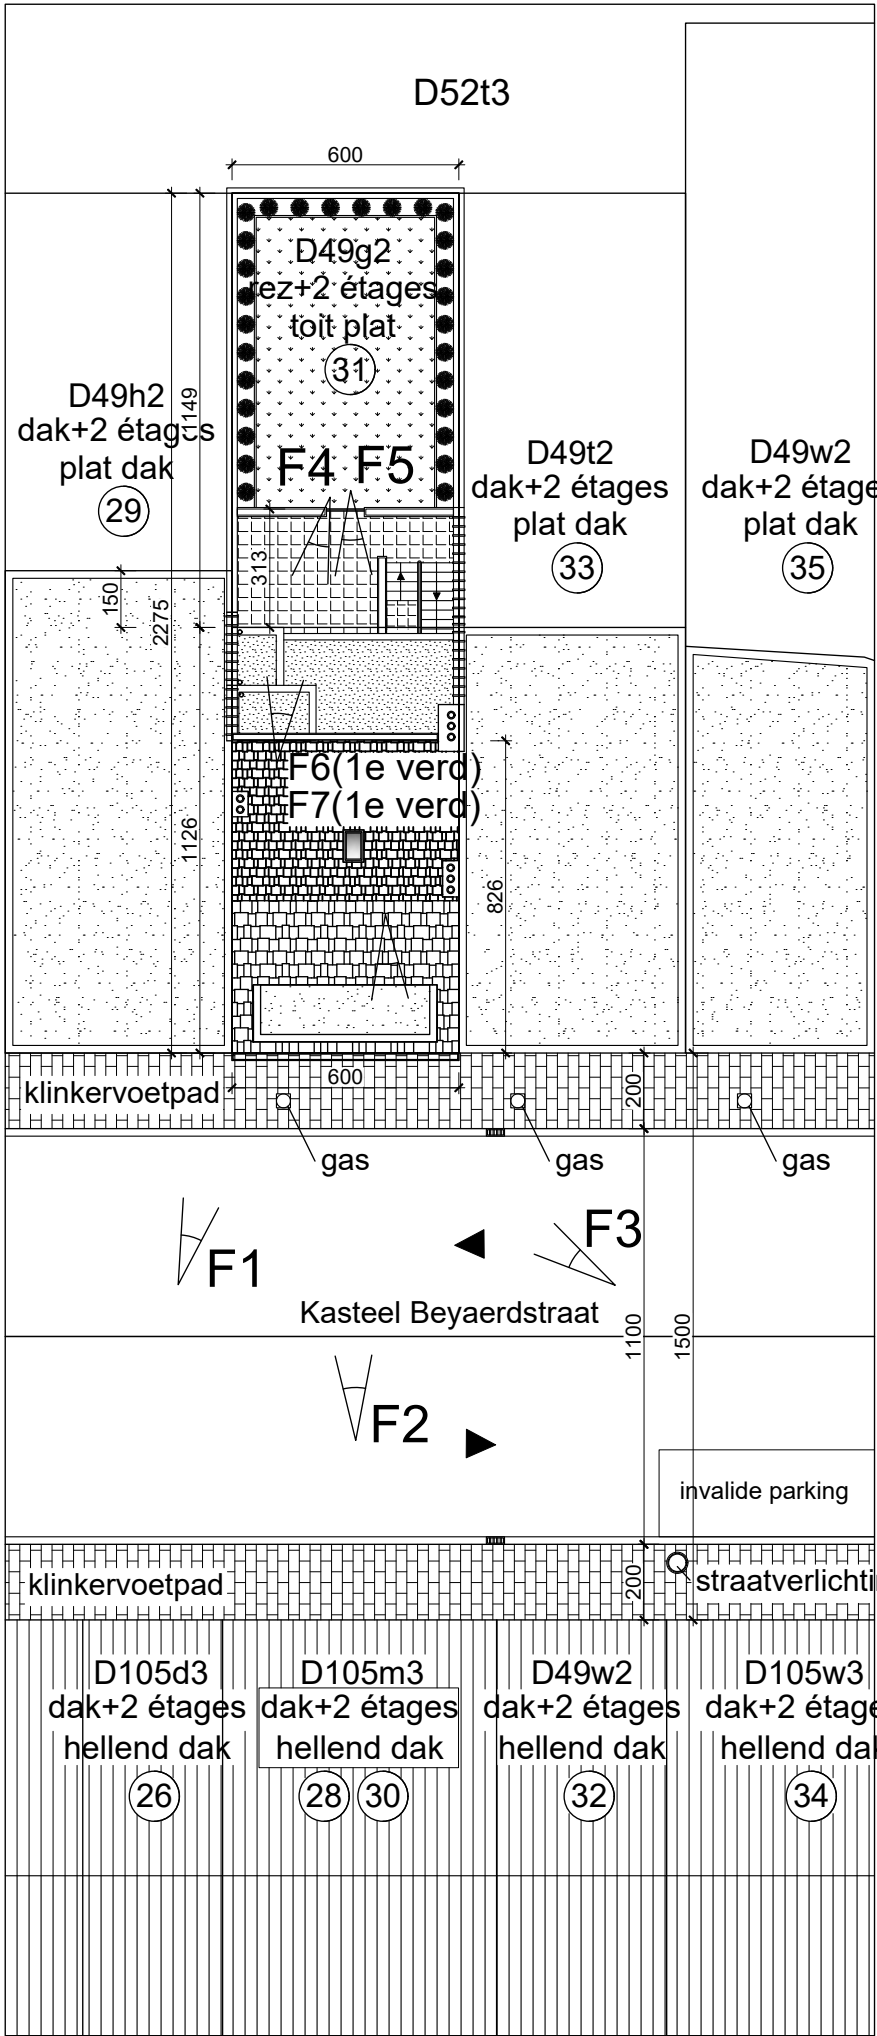 D52t3
600
D49g2
rez+2 étages
toit plat
31
D49h2
dak+2 étages
plat dak
29
1149
F4 F5
D49t2
dak+2 étages
plat dak
33
D49w2
dak+2 étage
plat dak
35
313
150
2275
F6(1e verd)
F7(1e verd)
1126
826
600
klinkervoetpad
200
gas
gas
gas
F1
F3
Kasteel Beyaerdstraat
1100
1500
F2
invalide parking
klinkervoetpad
200
straatverlichti
D105d3
dak+2 étages
hellend dak
26
D105m3
dak+2 étages
hellend dak
28 30
D49w2
dak+2 étages
hellend dak
32
D105w3
dak+2 étage
hellend dak
34